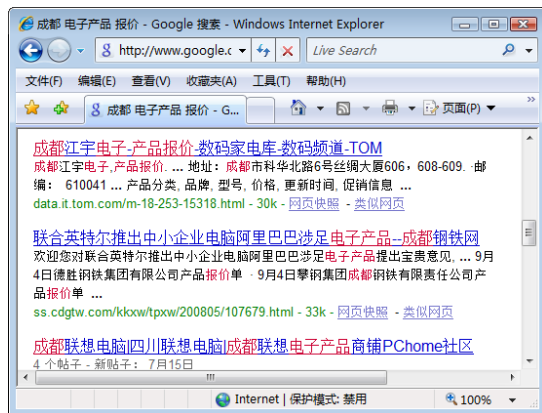 成都 电子产品 报价 - Google 搜索 - Windows Internet Explorer
http://www.google.c
Live Search
文件(F) 编辑(E) 查看(V) 收藏夹(A) 工具(T) 帮助(H)
成都 电子产品 报价 - G...
页面(P)
成都江宇电子-产品报价-数码家电库-数码频道-TOM
成都江宇电子,产品报价. ... 地址：成都市科华北路6号丝绸大厦606，608-609. ·邮
编： 610041 ... 产品分类, 品牌, 型号, 价格, 更新时间, 促销信息 ...
data.it.tom.com/m-18-253-15318.html - 30k - 网页快照 - 类似网页
联合英特尔推出中小企业电脑阿里巴巴涉足电子产品--成都钢铁网
欢迎您对联合英特尔推出中小企业电脑阿里巴巴涉足电子产品提出宝贵意见, ... 9月
4日德胜钢铁集团有限公司产品报价单 · 9月4日攀钢集团成都钢铁有限责任公司产
品报价单 ...
ss.cdgtw.com/kkxw/tpxw/200805/107679.html - 33k - 网页快照 - 类似网页
成都联想电脑|四川联想电脑|成都联想电子产品商铺PChome社区
4 个帖子 - 新帖子： 7月15日
Internet | 保护模式: 禁用
100%